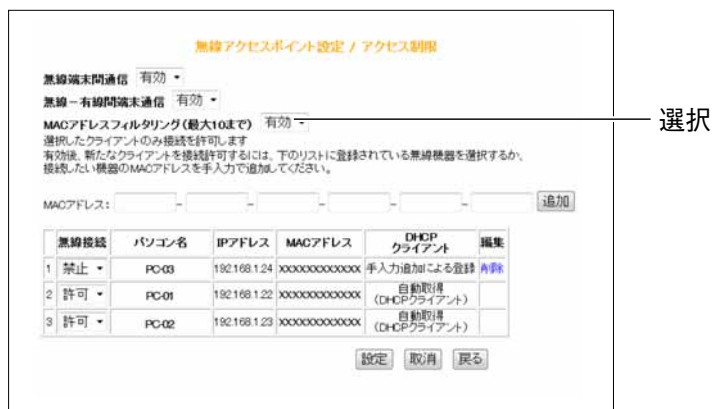 無線アクセスポイント設定 / アクセス制限
無線端末間通信 有効
無線－有線間端末通信 有効
MACアドレスフィルタリング(最大10まで) 有効
選択
選択したクライアントのみ接続を許可します
有効後、新たなクライアントを接続許可するには、下のリストに登録されている無線機器を選択するか、
接続したい機器のMACアドレスを手入力で追加してください。
MACアドレス: - - - - - 追加
無線接続 パソコン名 IPアドレス MACアドレス DHCPクライアント 編集
1 禁止 PC-03 192.168.1.24 XXXXXXXXXXXX 手入力追加による登録 削除
2 許可 PC-01 192.168.1.22 XXXXXXXXXXXX 自動取得(DHCPクライアント)
3 許可 PC-02 192.168.1.23 XXXXXXXXXXXX 自動取得(DHCPクライアント)
設定 取消 戻る